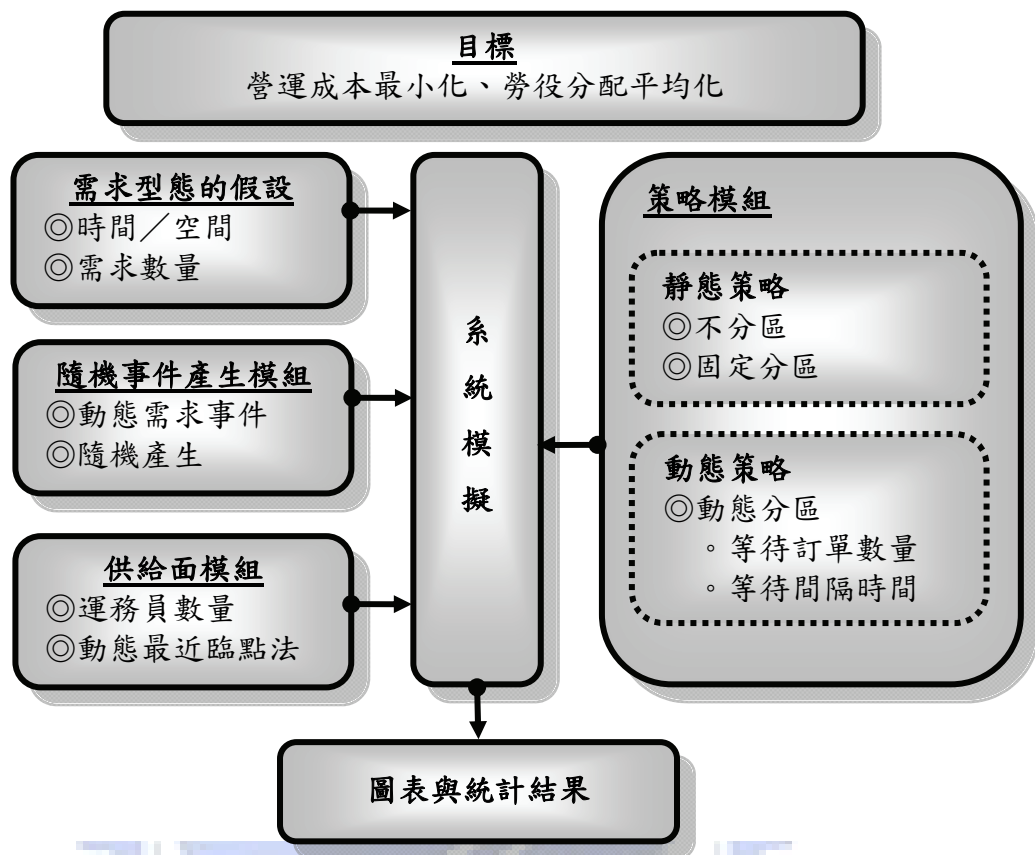 目標
營運成本最小化、勞役分配平均化
需求型態的假設
◎時間／空間
◎需求數量
隨機事件產生模組
◎動態需求事件
◎隨機產生
供給面模組
◎運務員數量
◎動態最近臨點法
系
統
模
擬
策略模組
靜態策略
◎不分區
◎固定分區
動態策略
◎動態分區
。等待訂單數量
。等待間隔時間
圖表與統計結果